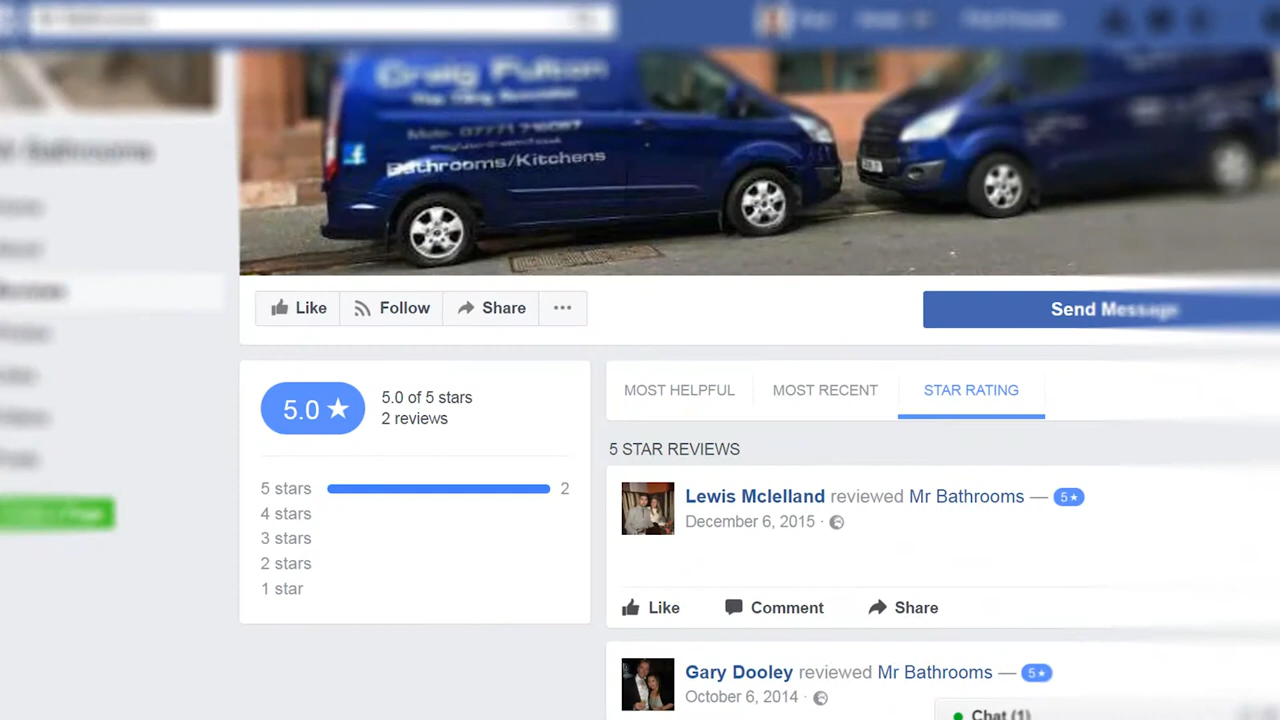 Craig Fulton
Bathrooms/Kitchens
Bathrooms
Like
Follow
Share
Send Message
5.0 ★
5.0 of 5 stars
2 reviews
5 stars 2
4 stars
3 stars
2 stars
1 star
MOST HELPFUL
MOST RECENT
STAR RATING
5 STAR REVIEWS
Lewis Mclelland reviewed Mr Bathrooms — 5★
December 6, 2015 ·
Like
Comment
Share
Gary Dooley reviewed Mr Bathrooms — 5★
October 6, 2014 ·
Chat (1)